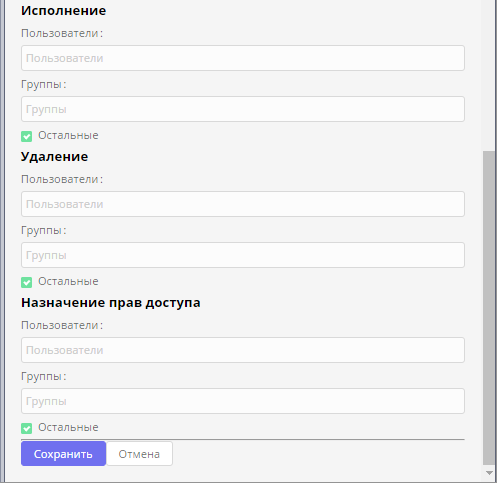 Исполнение
Пользователи:
Пользователи
Группы:
Группы
Остальные
Удаление
Пользователи:
Пользователи
Группы:
Группы
Остальные
Назначение прав доступа
Пользователи:
Пользователи
Группы:
Группы
Остальные
Сохранить Отмена